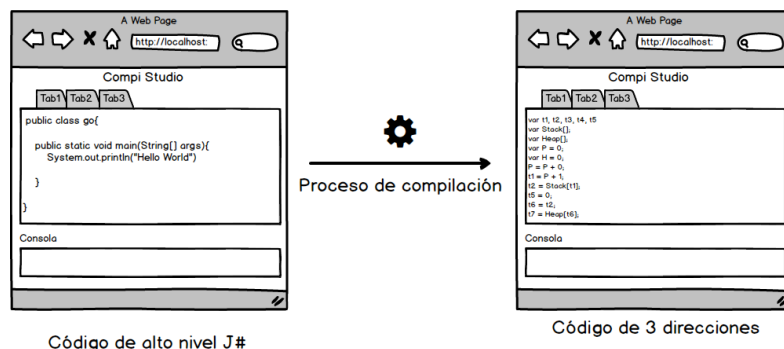 A Web Page
http://localhost:
Compi Studio
Tab1 Tab2 Tab3
public class go{
public static void main(String[] args){
System.out.println("Hello World")
}
}
Consola
Código de alto nivel J#
Proceso de compilación
A Web Page
http://localhost:
Compi Studio
Tab1 Tab2 Tab3
var t1, t2, t3, t4, t5
var Stack[];
var Heap[];
var P = 0;
var H = 0;
P = P + 0;
t1 = P + 1;
t2 = Stack[t1];
t5 = 0;
t6 = t2;
t7 = Heap[t6];
Consola
Código de 3 direcciones